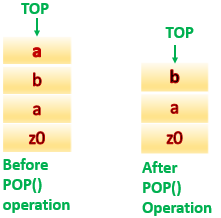 TOP
a
b
a
z0
Before
POP()
operation
TOP
b
a
z0
After
POP()
Operation